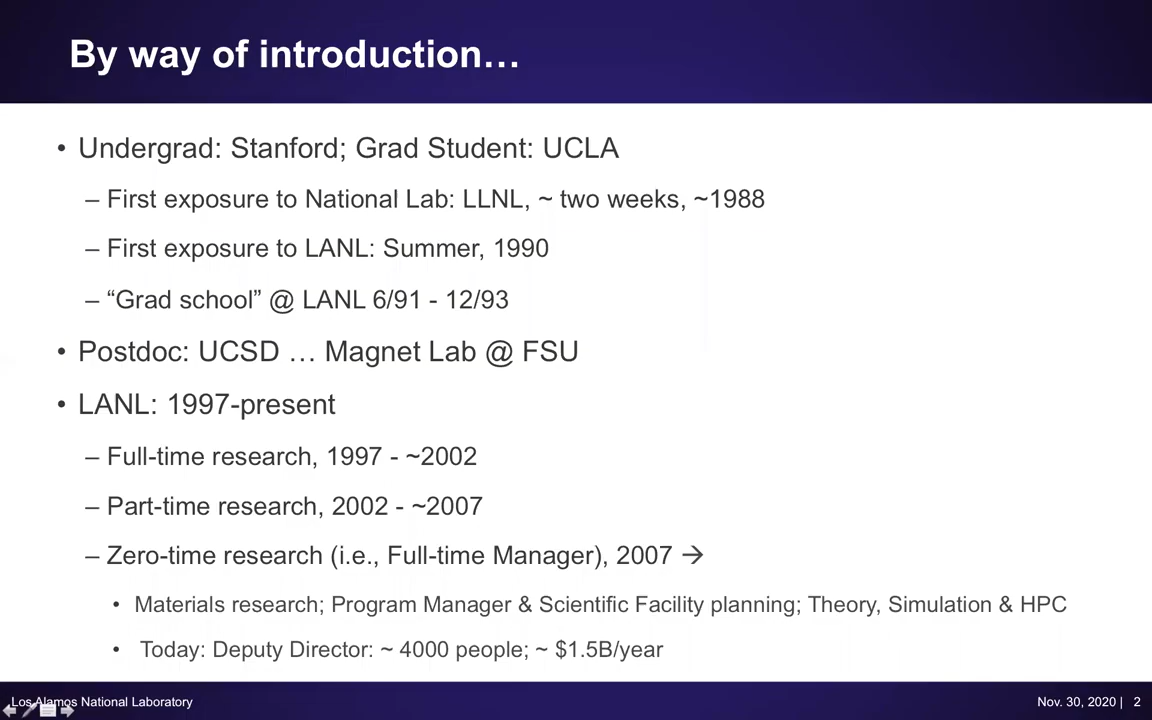 By way of introduction…
• Undergrad: Stanford; Grad Student: UCLA
– First exposure to National Lab: LLNL, ~ two weeks, ~1988
– First exposure to LANL: Summer, 1990
– “Grad school” @ LANL 6/91 - 12/93
• Postdoc: UCSD … Magnet Lab @ FSU
• LANL: 1997-present
– Full-time research, 1997 - ~2002
– Part-time research, 2002 - ~2007
– Zero-time research (i.e., Full-time Manager), 2007 →
• Materials research; Program Manager & Scientific Facility planning; Theory, Simulation & HPC
• Today: Deputy Director: ~ 4000 people; ~ $1.5B/year
Los Alamos National Laboratory
Nov. 30, 2020 | 2